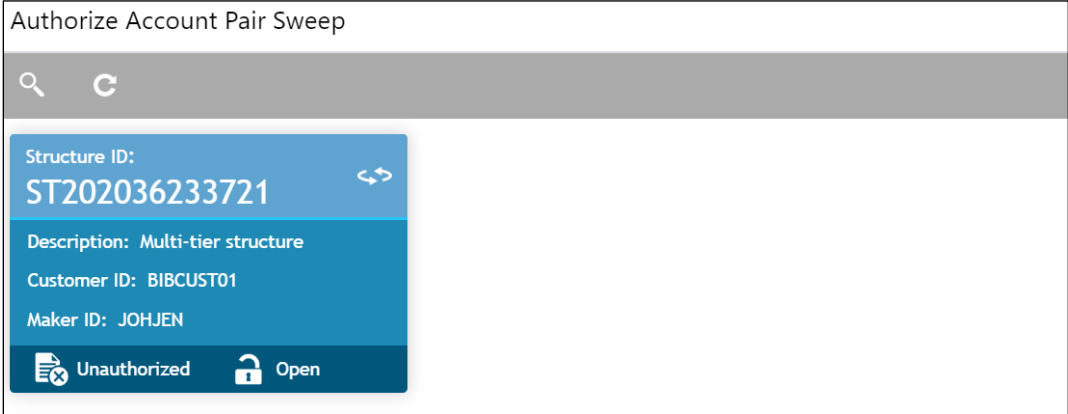 Authorize Account Pair Sweep
Structure ID:
ST202036233721
Description: Multi-tier structure
Customer ID: BIBCUST01
Maker ID: JOHJEN
Unauthorized Open